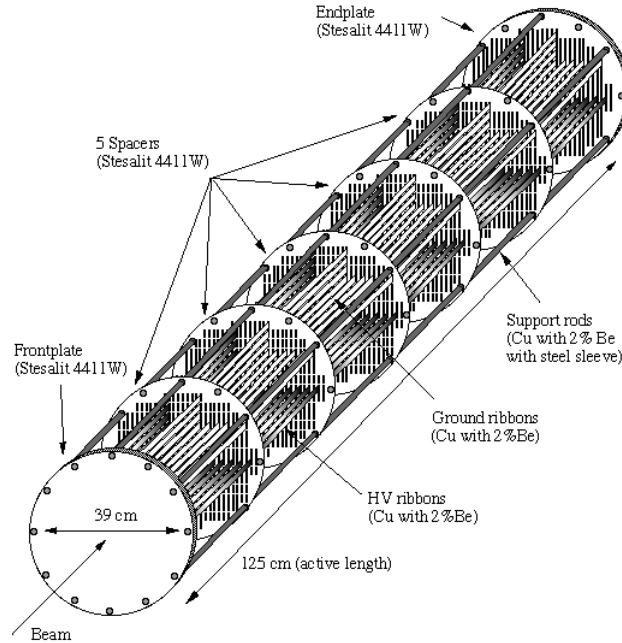 Endplate
(Stesalit 4411W)
5 Spacers
(Stesalit 4411W)
Frontplate
(Stesalit 4411W)
Support rods
(Cu with 2% Be
with steel sleeve)
Ground ribbons
(Cu with 2%Be)
HV ribbons
(Cu with 2%Be)
39 cm
125 cm (active length)
Beam